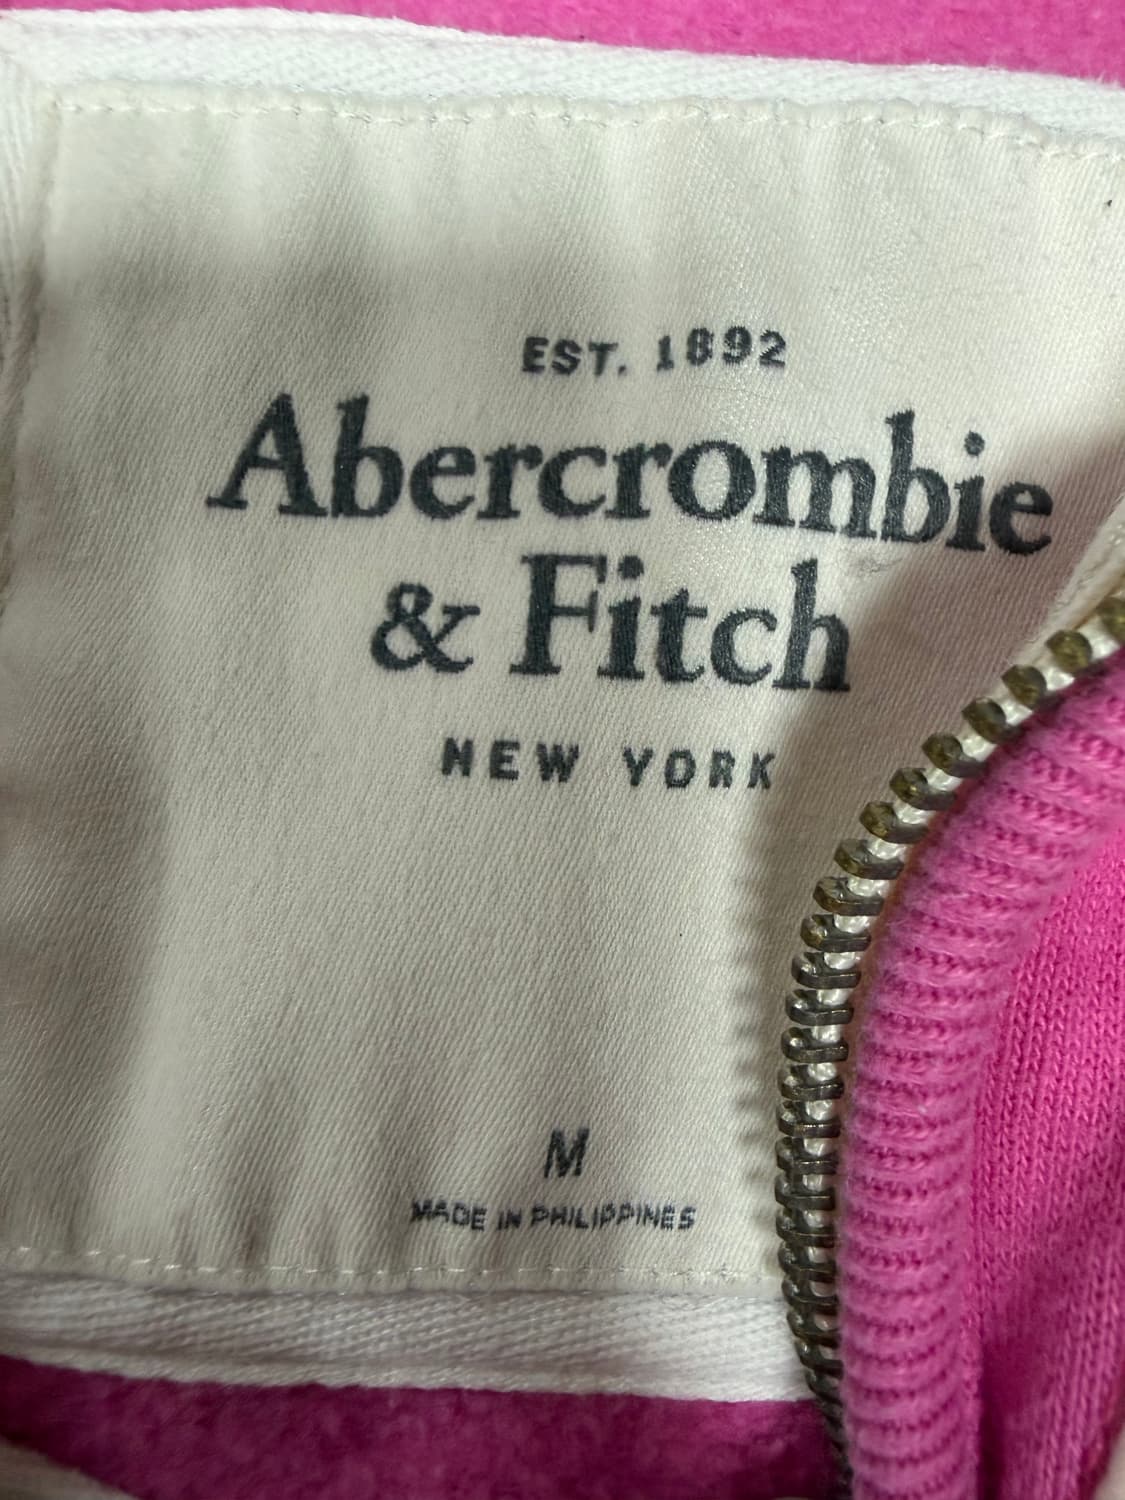 EST. 1892
Abercrombie
& Fitch
NEW YORK
M
MADE IN PHILIPPINES